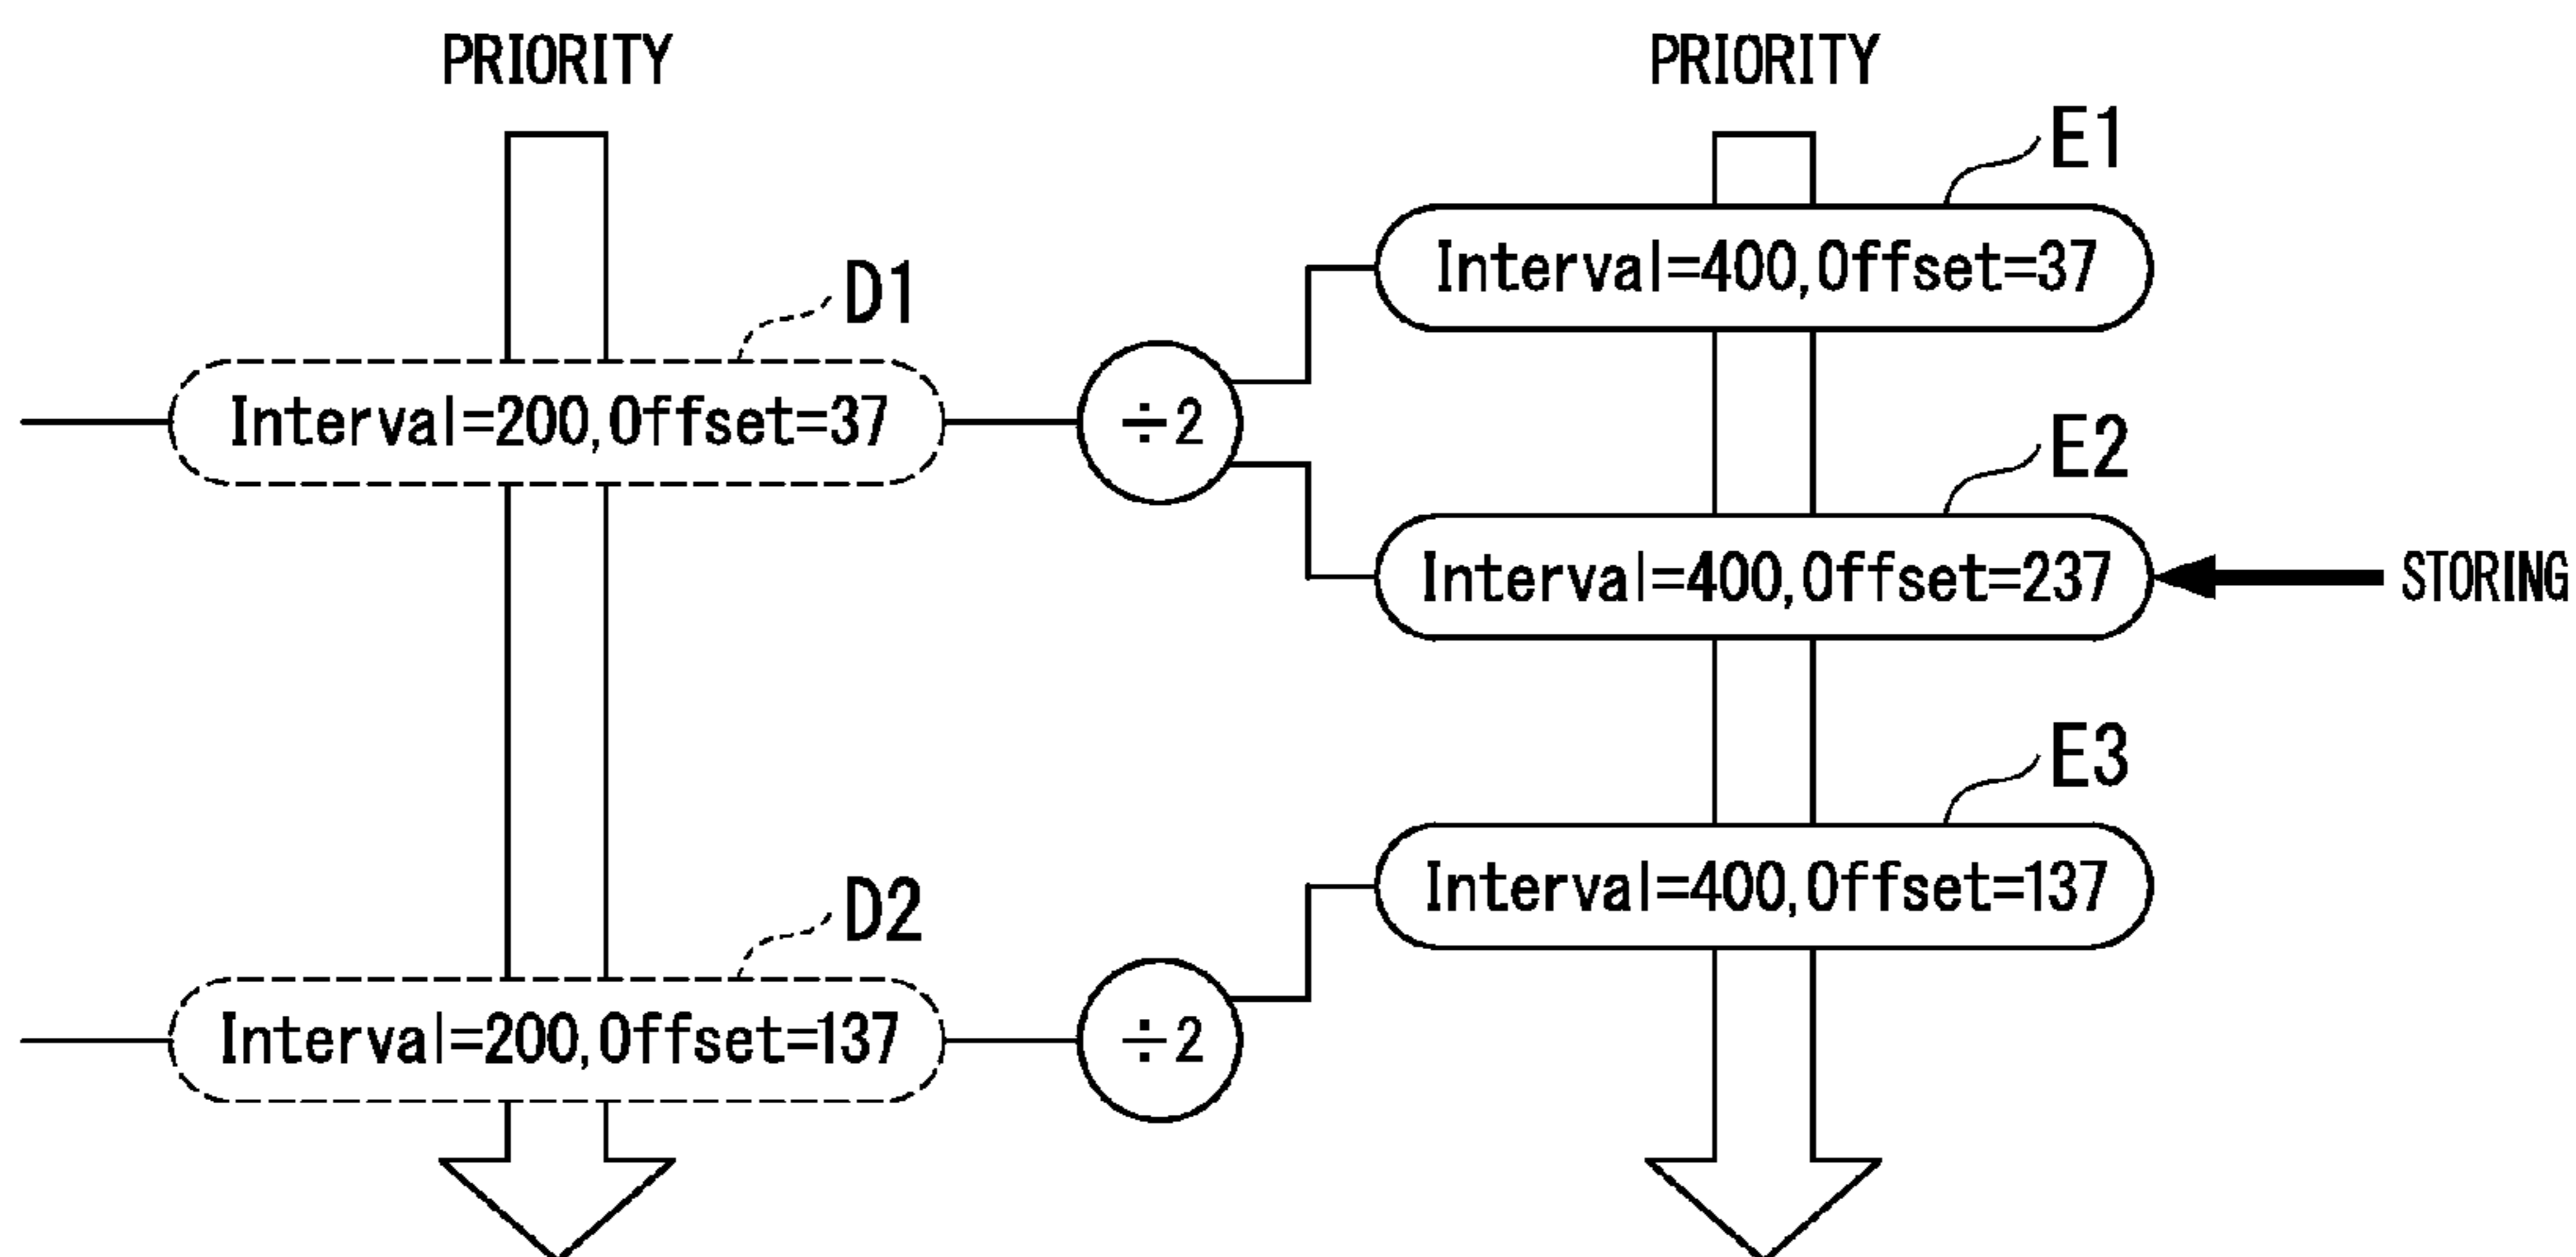 PRIORITY
PRIORITY
E1
Interval=400,Offset=37
D1
Interval=200,Offset=37
÷2
E2
Interval=400,Offset=237
STORING
E3
Interval=400,Offset=137
D2
Interval=200,Offset=137
÷2